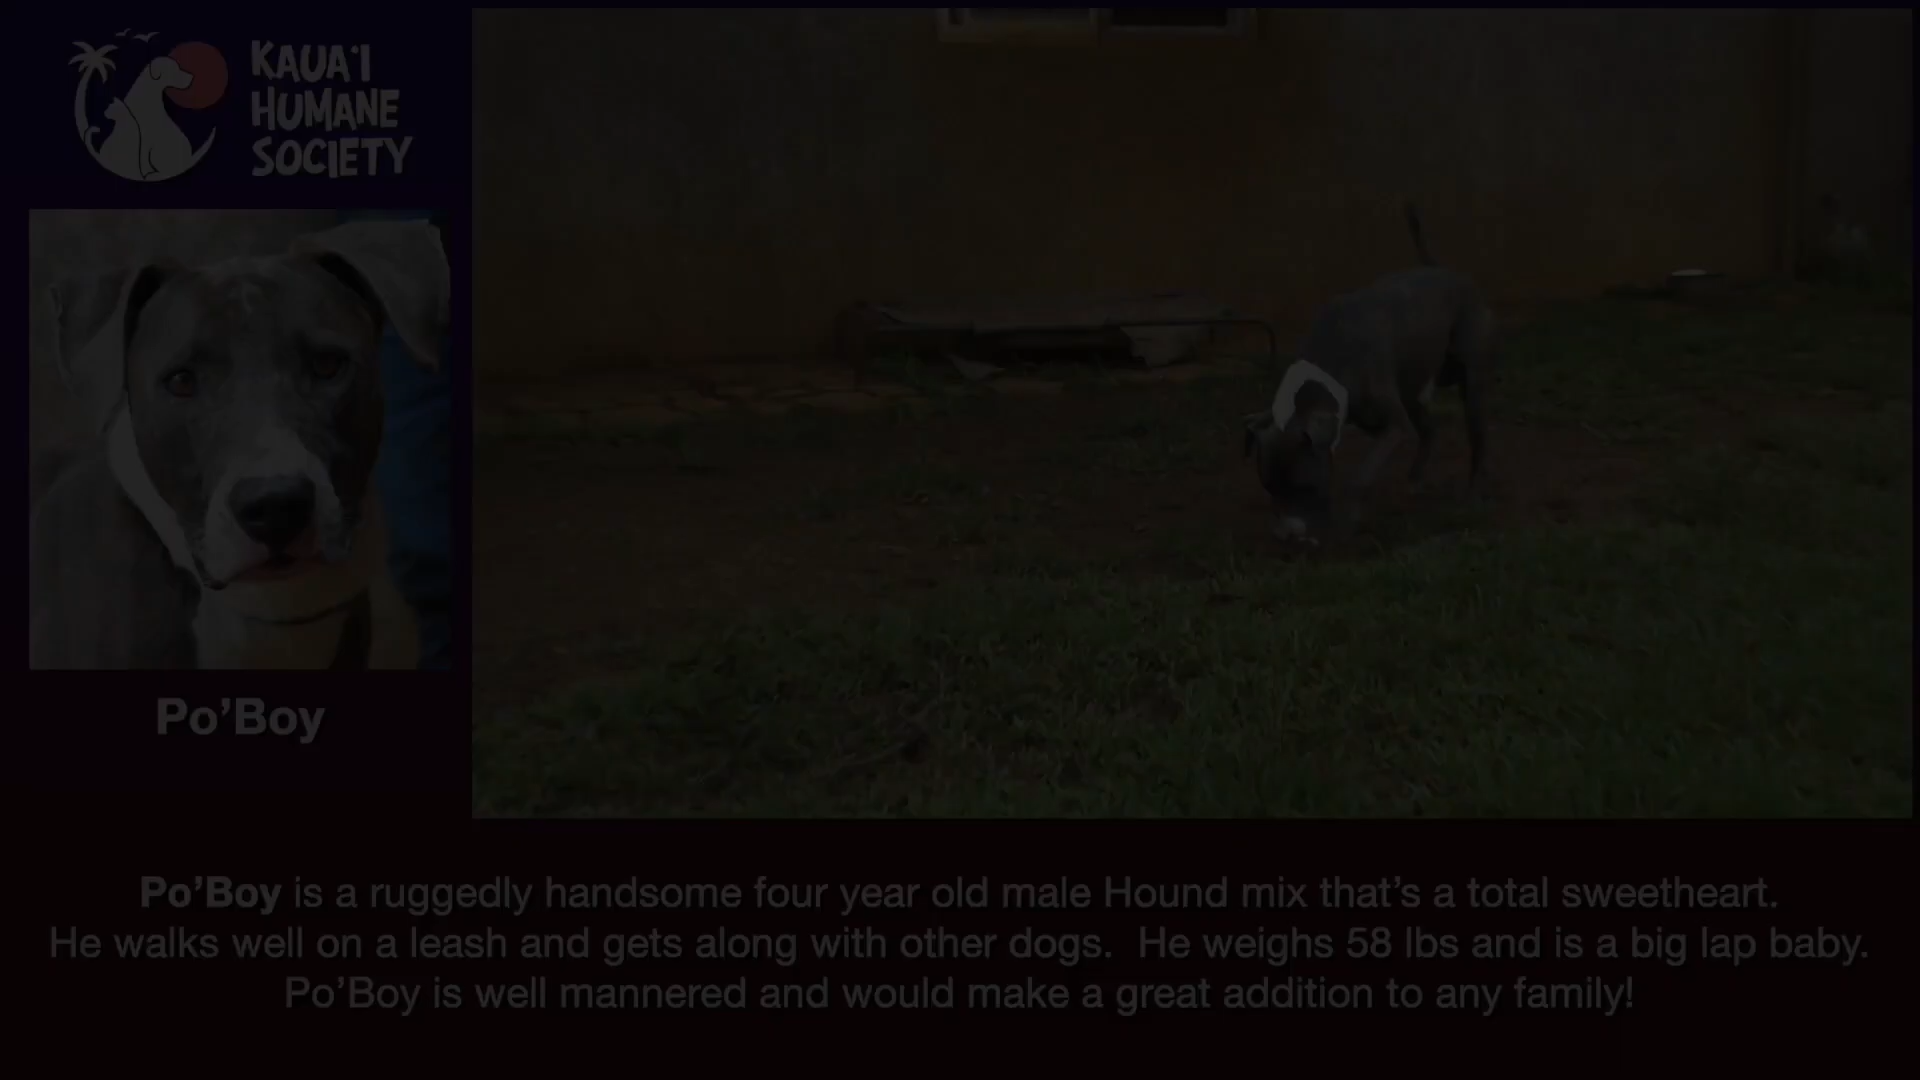 KAUAʻI
HUMANE
SOCIETY
Po’Boy
Po’Boy is a ruggedly handsome four year old male Hound mix that’s a total sweetheart.
He walks well on a leash and gets along with other dogs.  He weighs 58 lbs and is a big lap baby.
Po’Boy is well mannered and would make a great addition to any family!